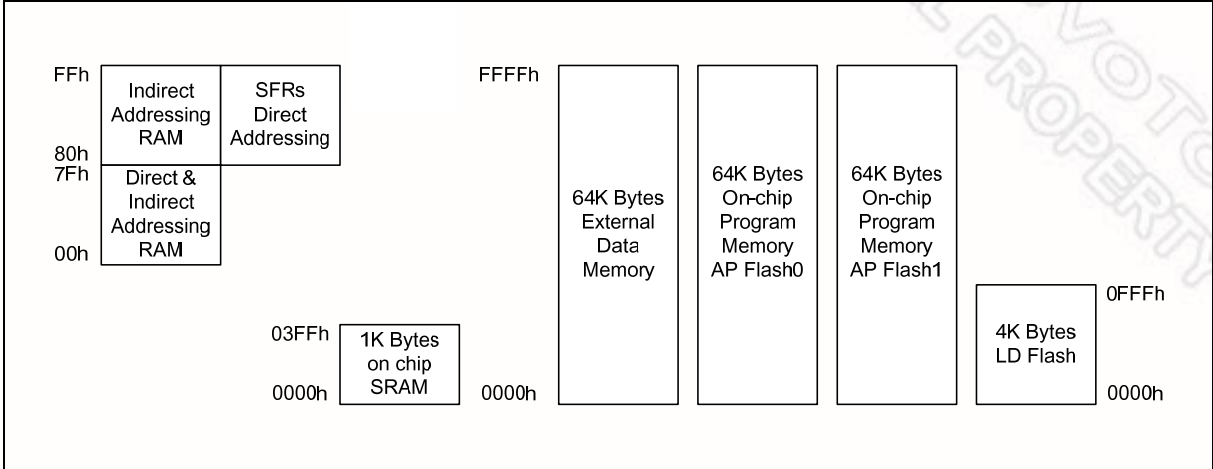 FFh
Indirect
Addressing
RAM
80h
SFRs
Direct
Addressing
7Fh
Direct &
Indirect
Addressing
RAM
00h
03FFh
1K Bytes
on chip
SRAM
0000h
FFFFh
0000h
64K Bytes
External
Data
Memory
64K Bytes
On-chip
Program
Memory
AP Flash0
64K Bytes
On-chip
Program
Memory
AP Flash1
0FFFh
4K Bytes
LD Flash
0000h
PROPERTY